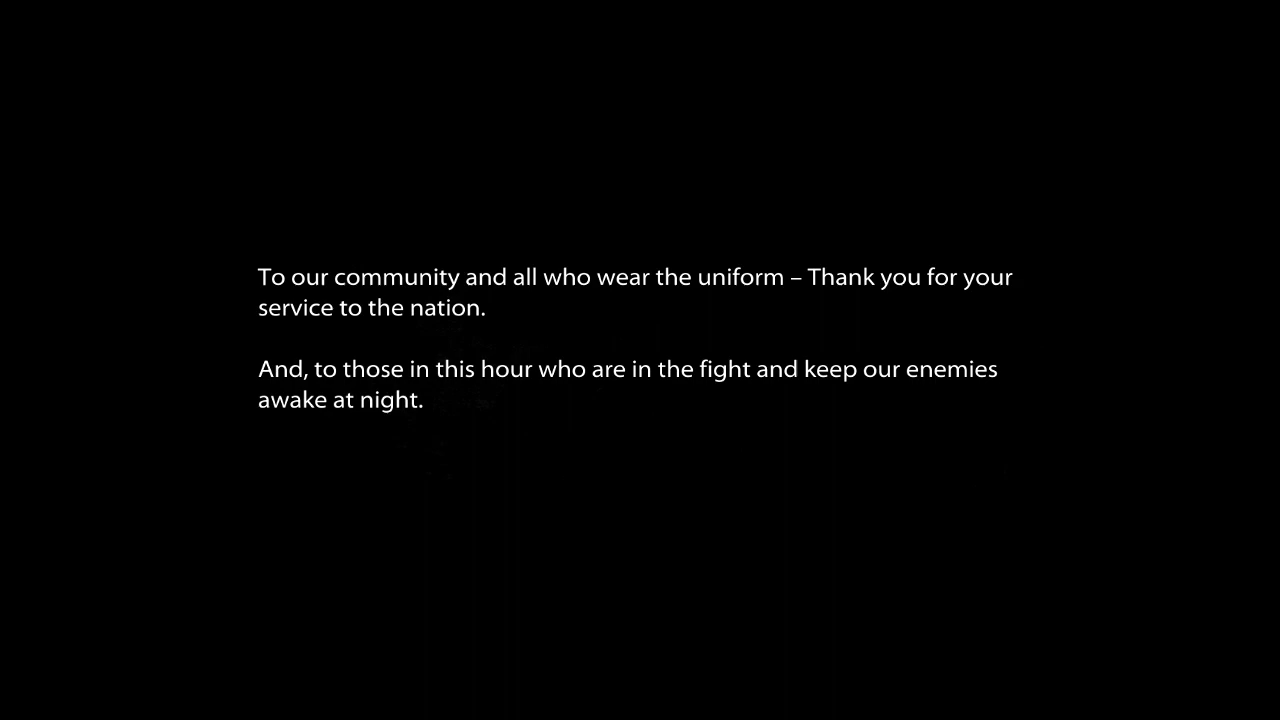 To our community and all who wear the uniform – Thank you for your
service to the nation.
And, to those in this hour who are in the fight and keep our enemies
awake at night.